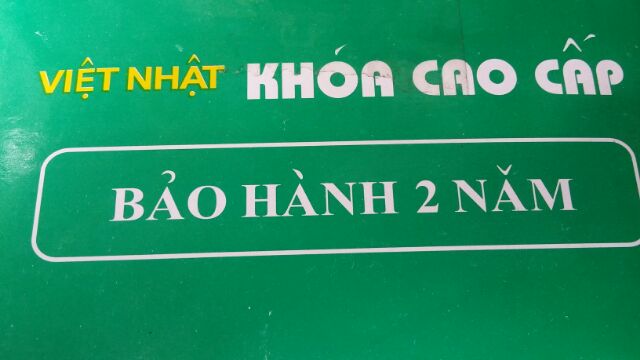 VIỆT NHẬT KHÓA CAO CẤP
BẢO HÀNH 2 NĂM